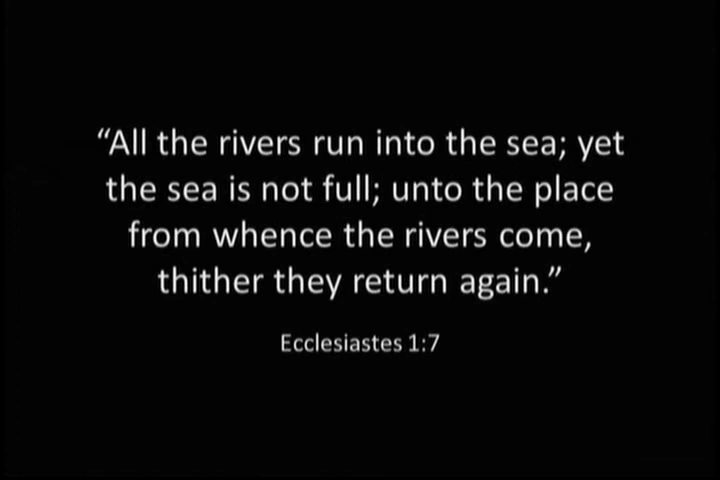 “All the rivers run into the sea; yet
the sea is not full; unto the place
from whence the rivers come,
thither they return again.”
Ecclesiastes 1:7